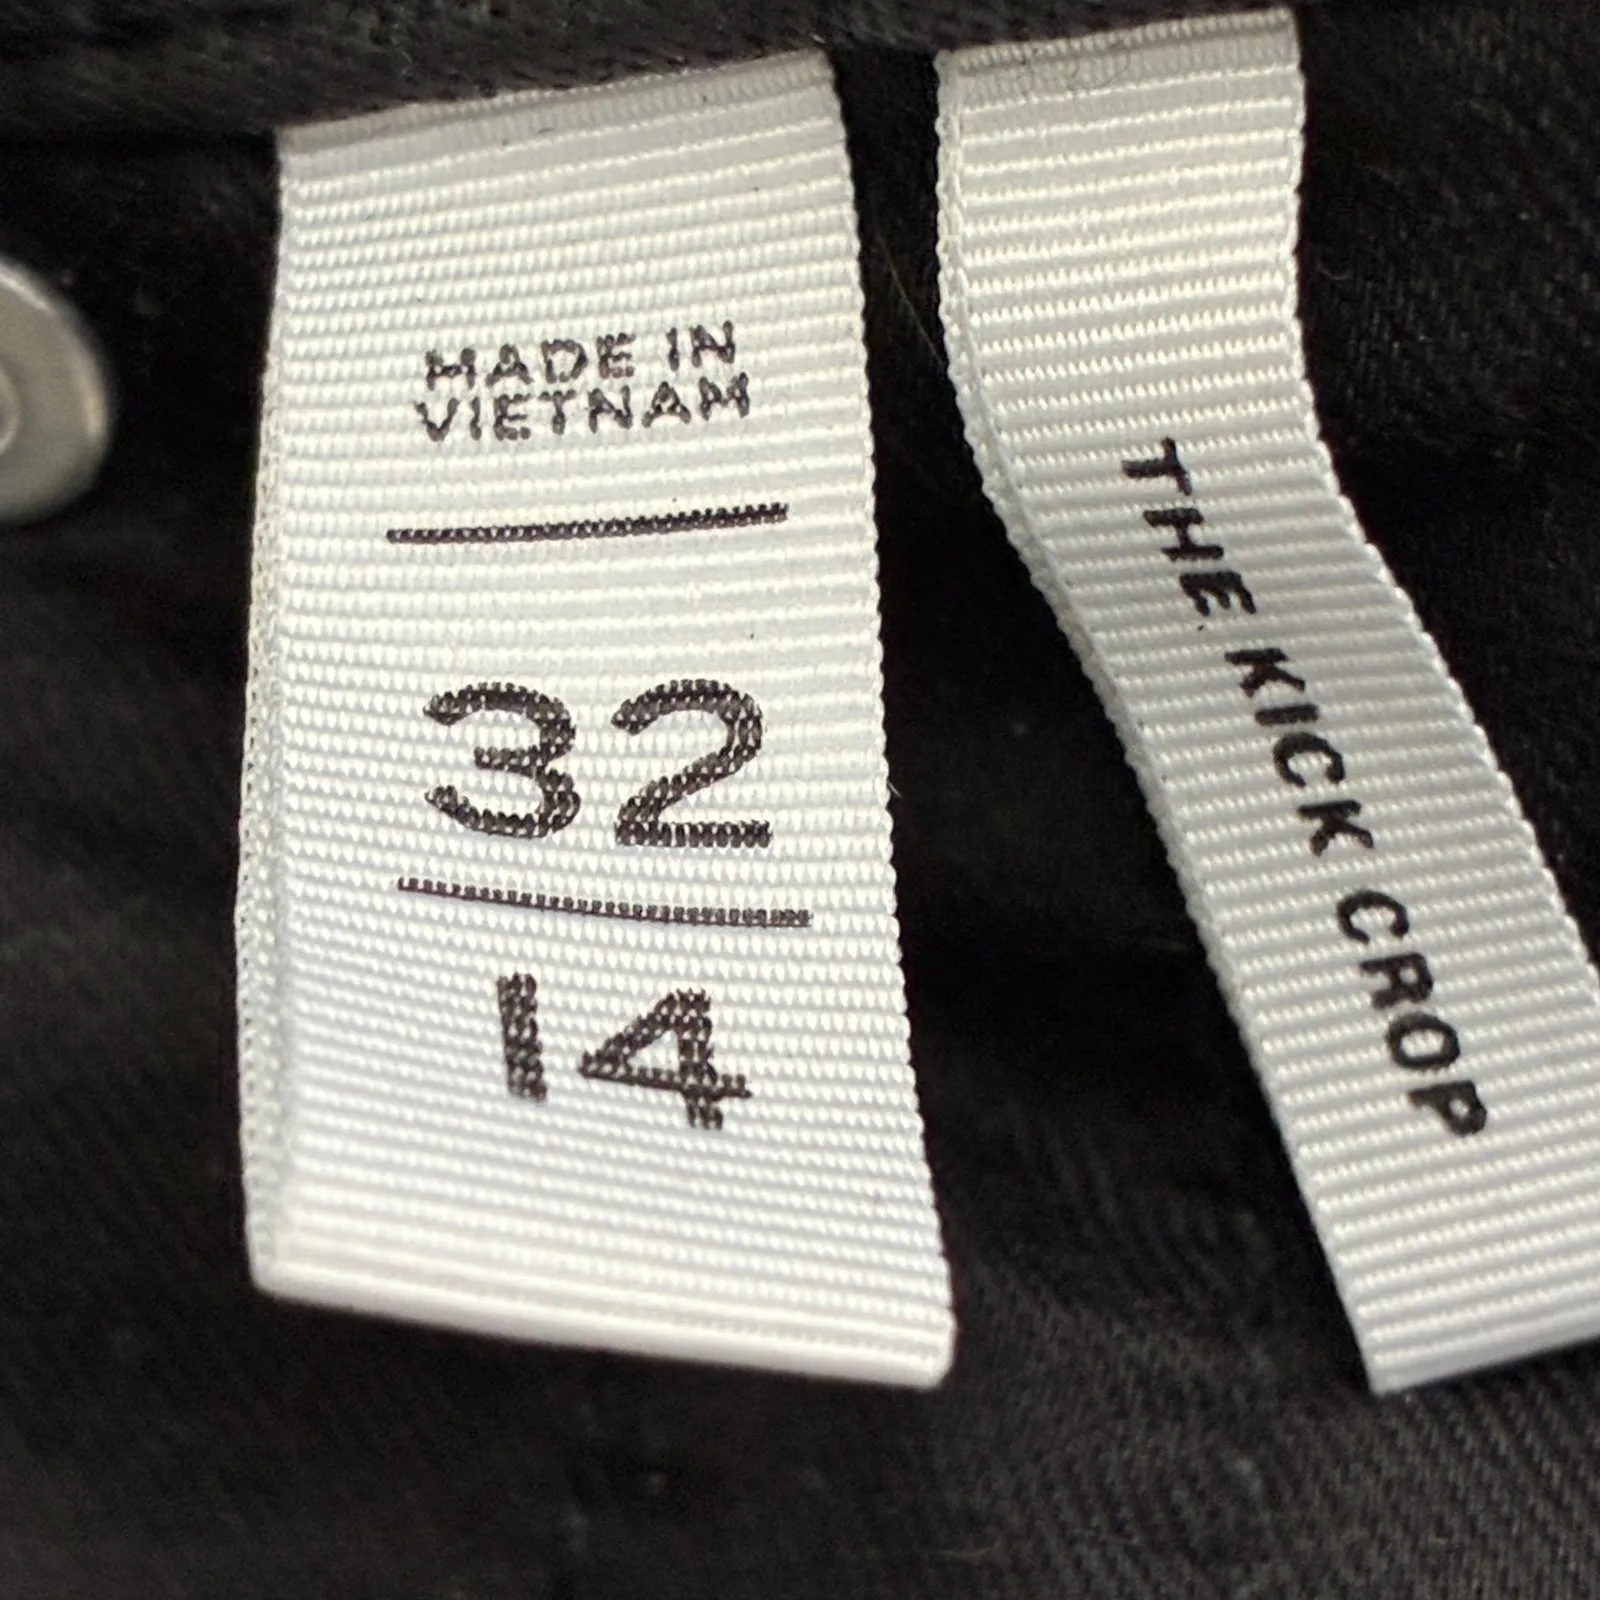 MADE IN
VIETNAM
32
14
THE KICK CROP